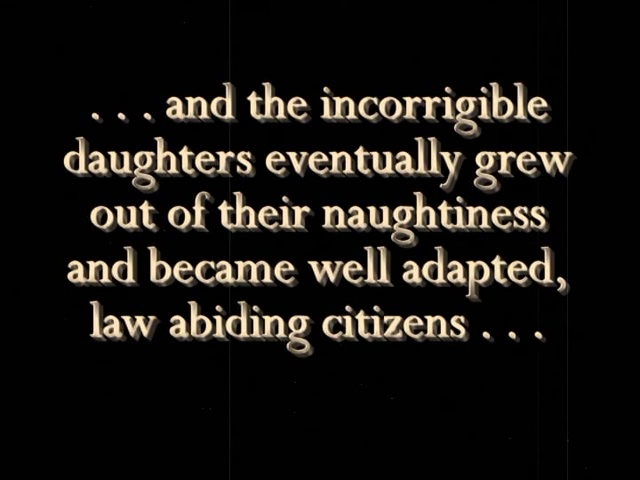 . . . and the incorrigible
daughters eventually grew
out of their naughtiness
and became well adapted,
law abiding citizens . . .